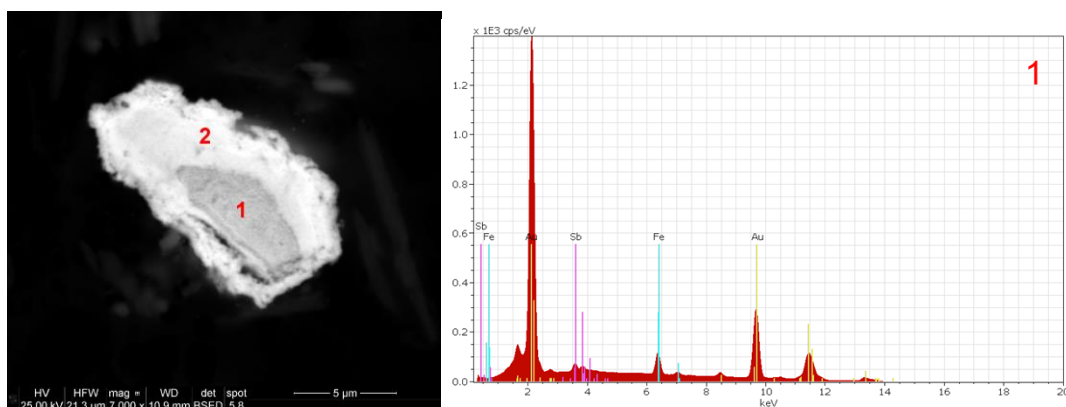 2
1
HV | HFW | mag | WD | det | spot
25.00 kV 21.3 µm 7,000 x 10.9 mm BSED 5.8
5 µm
x 1E3 cps/eV
1
1.2
1.0
0.8
0.6
0.4
0.2
0.0
Sb
Fe Au Sb Fe Au
2 4 6 8 10 12 14 16 18 20
keV